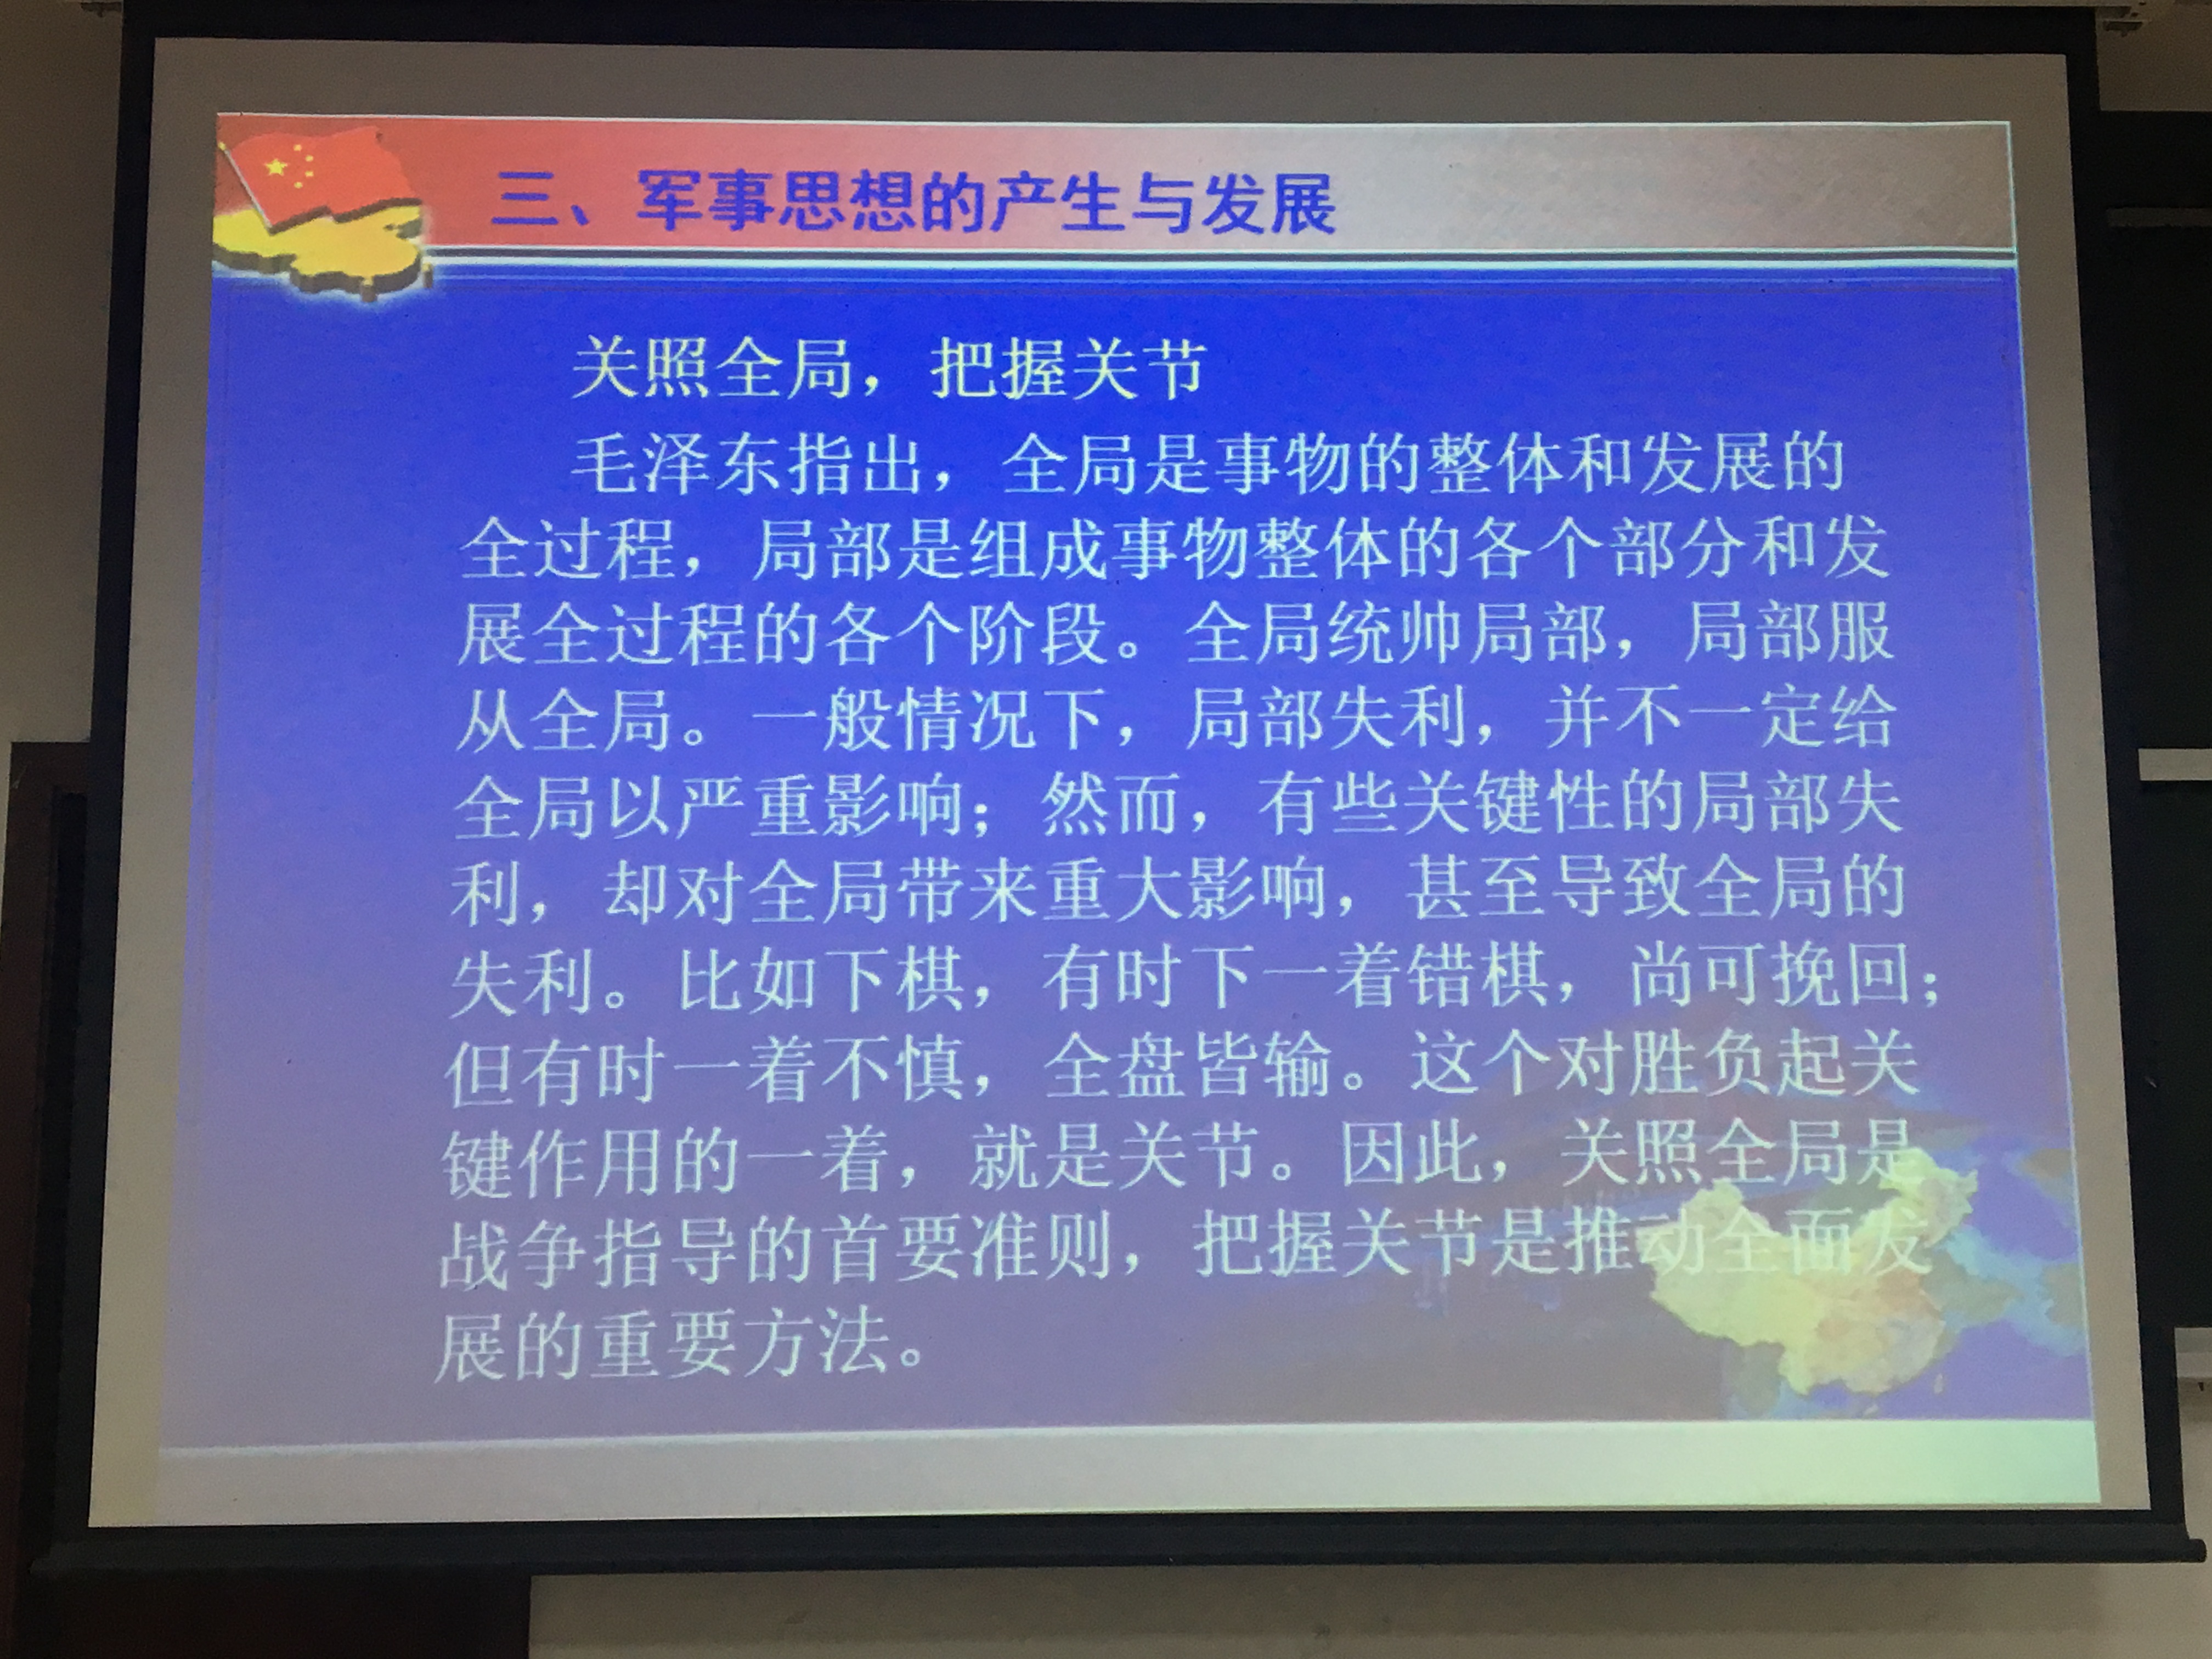 三、军事思想的产生与发展
关照全局，把握关节
毛泽东指出，全局是事物的整体和发展的
全过程，局部是组成事物整体的各个部分和发
展全过程的各个阶段。全局统帅局部，局部服
从全局。一般情况下，局部失利，并不一定给
全局以严重影响；然而，有些关键性的局部失
利，却对全局带来重大影响，甚至导致全局的
失利。比如下棋，有时下一着错棋，尚可挽回；
但有时一着不慎，全盘皆输。这个对胜负起关
键作用的一着，就是关节。因此，关照全局是
战争指导的首要准则，把握关节是推动全面发
展的重要方法。